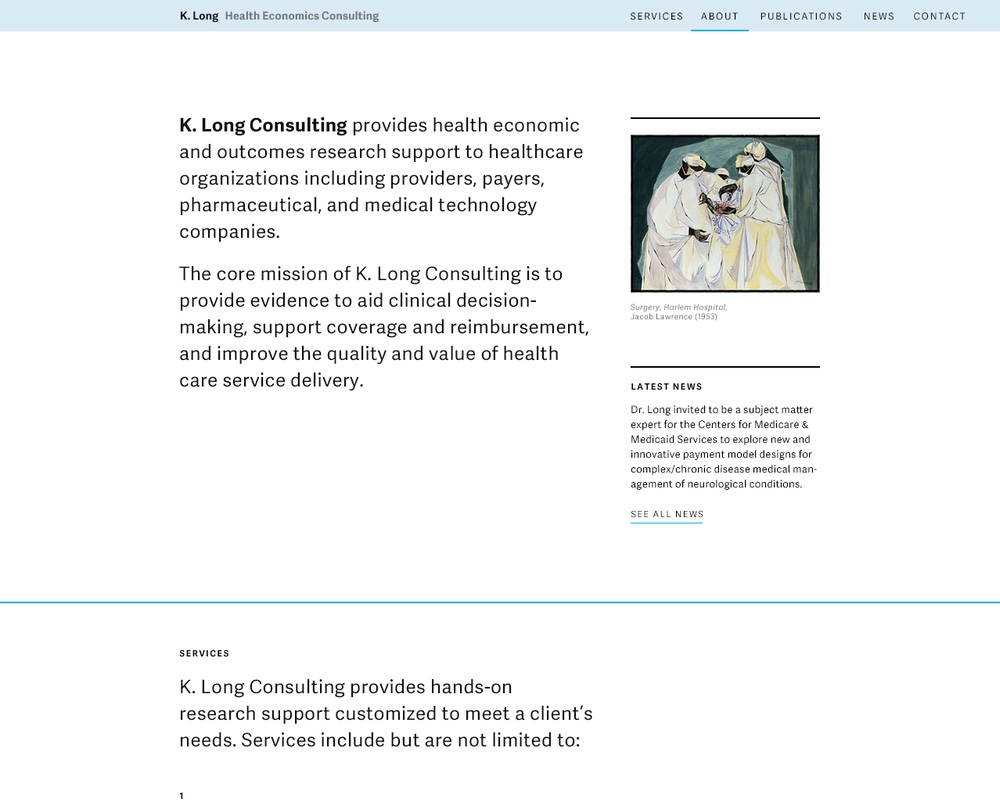 K. Long Health Economics Consulting
SERVICES ABOUT PUBLICATIONS NEWS CONTACT
K. Long Consulting provides health economic
and outcomes research support to healthcare
organizations including providers, payers,
pharmaceutical, and medical technology
companies.
The core mission of K. Long Consulting is to
provide evidence to aid clinical decision-
making, support coverage and reimbursement,
and improve the quality and value of health
care service delivery.
Surgery, Harlem Hospital,
Jacob Lawrence (1953)
LATEST NEWS
Dr. Long invited to be a subject matter
expert for the Centers for Medicare &
Medicaid Services to explore new and
innovative payment model designs for
complex/chronic disease medical man-
agement of neurological conditions.
SEE ALL NEWS
SERVICES
K. Long Consulting provides hands-on
research support customized to meet a client’s
needs. Services include but are not limited to:
1